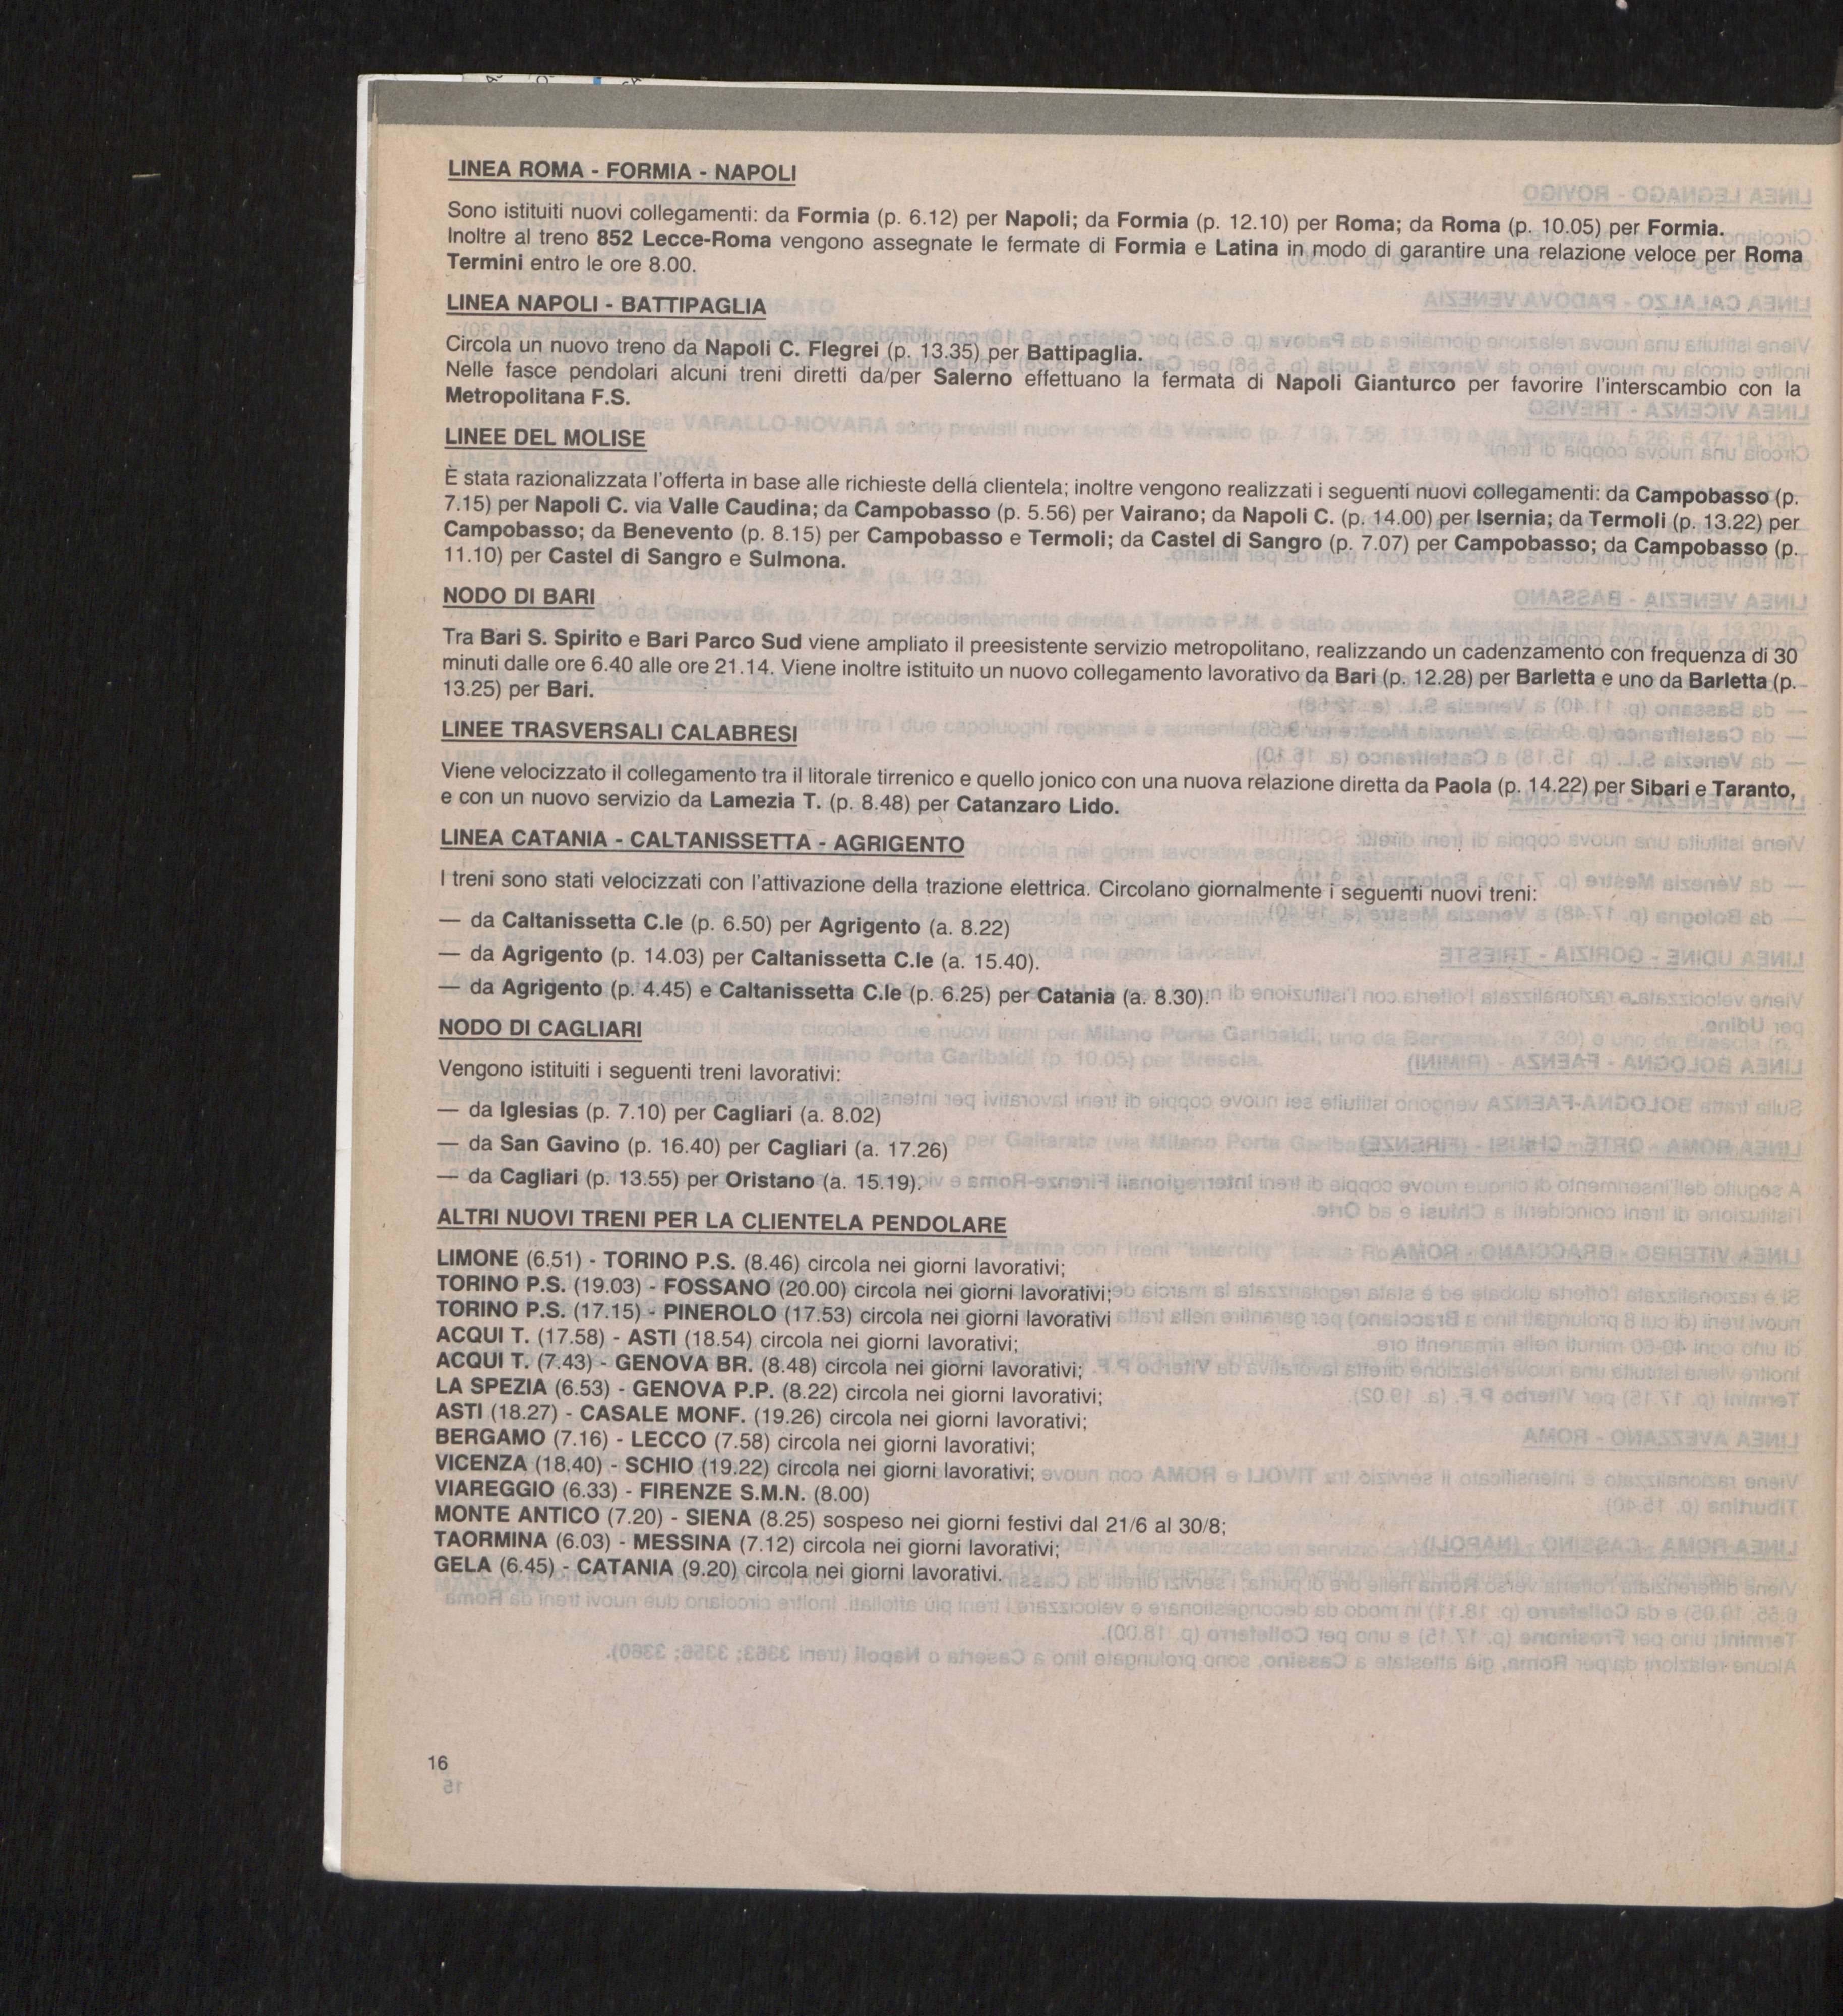 LINEA ROMA - FORMIA - NAPOLI
Sono istituiti nuovi collegamenti: da Formia (p. 6.12) per Napoli; da Formia (p. 12.10) per Roma; da Roma (p. 10.05) per Formia.
Inoltre al treno 852 Lecce-Roma vengono assegnate le fermate di Formia e Latina in modo di garantire una relazione veloce per Roma
Termini entro le ore 8.00.
LINEA NAPOLI - BATTIPAGLIA
Circola un nuovo treno da Napoli C. Flegrei (p. 13.35) per Battipaglia.
Nelle fasce pendolari alcuni treni diretti da/per Salerno effettuano la fermata di Napoli Gianturco per favorire l'interscambio con la
Metropolitana F.S.
LINEE DEL MOLISE
È stata razionalizzata l'offerta in base alle richieste della clientela; inoltre vengono realizzati i seguenti nuovi collegamenti: da Campobasso (p.
7.15) per Napoli C. via Valle Caudina; da Campobasso (p. 5.56) per Vairano; da Napoli C. (p. 14.00) per Isernia; da Termoli (p. 13.22) per
Campobasso; da Benevento (p. 8.15) per Campobasso e Termoli; da Castel di Sangro (p. 7.07) per Campobasso; da Campobasso (p.
11.10) per Castel di Sangro e Sulmona.
NODO DI BARI
Tra Bari S. Spirito e Bari Parco Sud viene ampliato il preesistente servizio metropolitano, realizzando un cadenzamento con frequenza di 30
minuti dalle ore 6.40 alle ore 21.14. Viene inoltre istituito un nuovo collegamento lavorativo da Bari (p. 12.28) per Barletta e uno da Barletta (p.
13.25) per Bari.
LINEE TRASVERSALI CALABRESI
Viene velocizzato il collegamento tra il litorale tirrenico e quello jonico con una nuova relazione diretta da Paola (p. 14.22) per Sibari e Taranto,
e con un nuovo servizio da Lamezia T. (p. 8.48) per Catanzaro Lido.
LINEA CATANIA - CALTANISSETTA - AGRIGENTO
I treni sono stati velocizzati con l'attivazione della trazione elettrica. Circolano giornalmente i seguenti nuovi treni:
— da Caltanissetta C.le (p. 6.50) per Agrigento (a. 8.22)
— da Agrigento (p. 14.03) per Caltanissetta C.le (a. 15.40).
— da Agrigento (p. 4.45) e Caltanissetta C.le (p. 6.25) per Catania (a. 8.30).
NODO DI CAGLIARI
Vengono istituiti i seguenti treni lavorativi:
— da Iglesias (p. 7.10) per Cagliari (a. 8.02)
— da San Gavino (p. 16.40) per Cagliari (a. 17.26)
— da Cagliari (p. 13.55) per Oristano (a. 15.19).
ALTRI NUOVI TRENI PER LA CLIENTELA PENDOLARE
LIMONE (6.51) - TORINO P.S. (8.46) circola nei giorni lavorativi;
TORINO P.S. (19.03) - FOSSANO (20.00) circola nei giorni lavorativi;
TORINO P.S. (17.15) - PINEROLO (17.53) circola nei giorni lavorativi
ACQUI T. (17.58) - ASTI (18.54) circola nei giorni lavorativi;
ACQUI T. (7.43) - GENOVA BR. (8.48) circola nei giorni lavorativi;
LA SPEZIA (6.53) - GENOVA P.P. (8.22) circola nei giorni lavorativi;
ASTI (18.27) - CASALE MONF. (19.26) circola nei giorni lavorativi;
BERGAMO (7.16) - LECCO (7.58) circola nei giorni lavorativi;
VICENZA (18.40) - SCHIO (19.22) circola nei giorni lavorativi;
VIAREGGIO (6.33) - FIRENZE S.M.N. (8.00)
MONTE ANTICO (7.20) - SIENA (8.25) sospeso nei giorni festivi dal 21/6 al 30/8;
TAORMINA (6.03) - MESSINA (7.12) circola nei giorni lavorativi;
GELA (6.45) - CATANIA (9.20) circola nei giorni lavorativi.
16